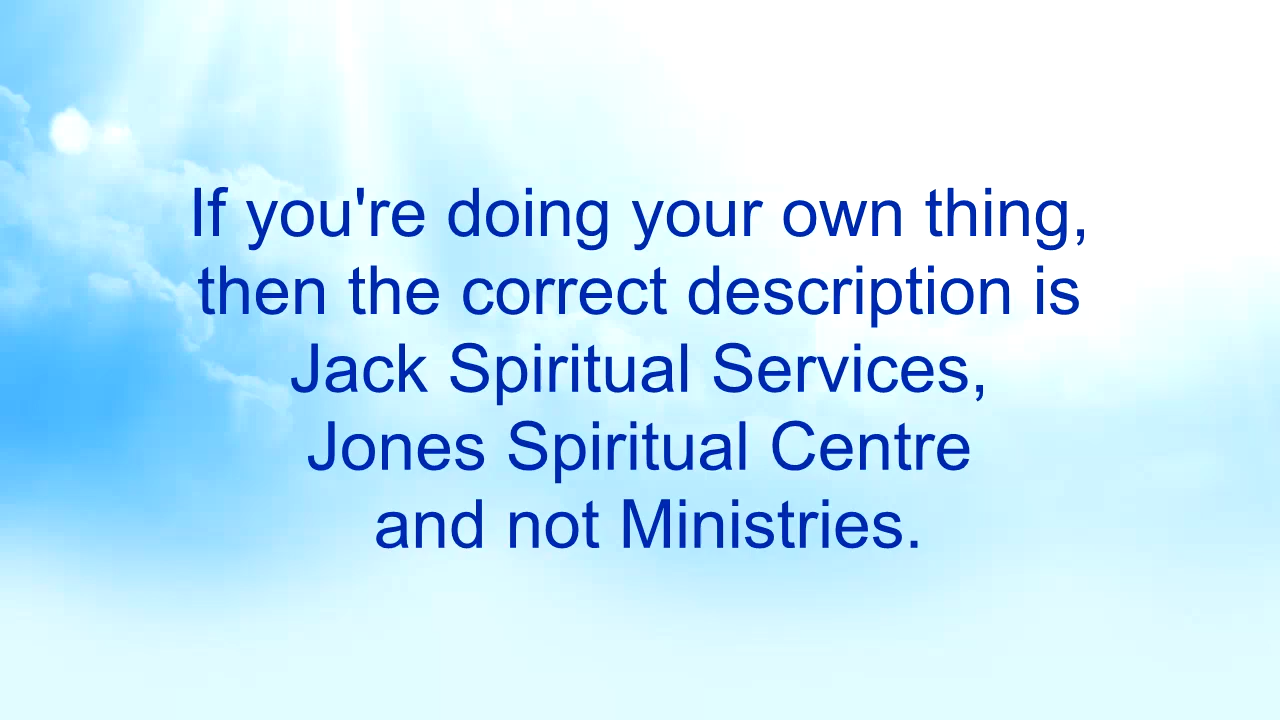 If you're doing your own thing,
then the correct description is
Jack Spiritual Services,
Jones Spiritual Centre
and not Ministries.